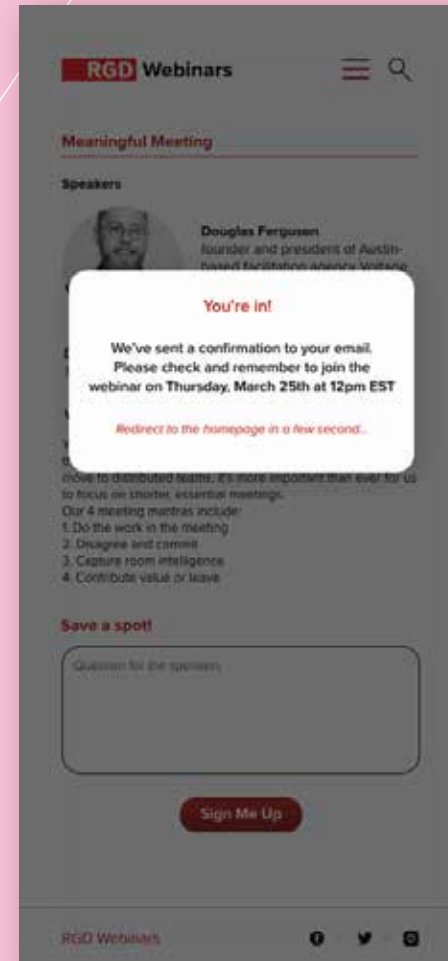 RGD Webinars
Meaningful Meeting
Speakers
Douglas Ferguson
founder and president of Austin-
based facilitation agency Voltage
You're in!
We've sent a confirmation to your email.
Please check and remember to join the
webinar on Thursday, March 25th at 12pm EST
Redirect to the homepage in a few second...
move to distributed teams, it's more important than ever for us
to focus on shorter, essential meetings.
Our 4 meeting mantras include:
1. Do the work in the meeting
2. Disagree and commit
3. Capture room intelligence
4. Contribute value or leave
Save a spot!
Question for the speakers
Sign Me Up
RGD Webinars